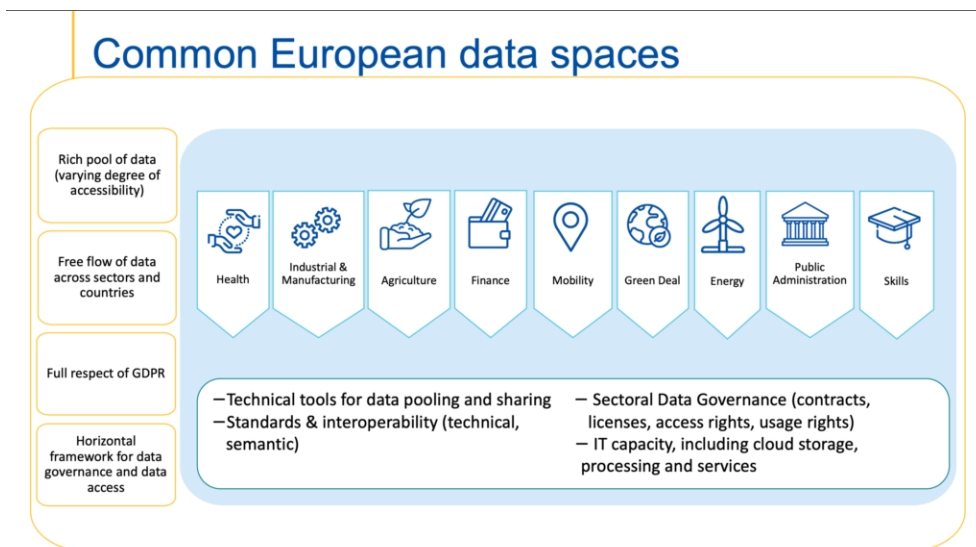 Common European data spaces
Rich pool of data
(varying degree of
accessibility)
Free flow of data
across sectors and
countries
Full respect of GDPR
Horizontal
framework for data
governance and data
access
Health
Industrial &
Manufacturing
Agriculture
Finance
Mobility
Green Deal
Energy
Public
Administration
Skills
–Technical tools for data pooling and sharing
–Standards & interoperability (technical,
semantic)
– Sectoral Data Governance (contracts,
licenses, access rights, usage rights)
– IT capacity, including cloud storage,
processing and services